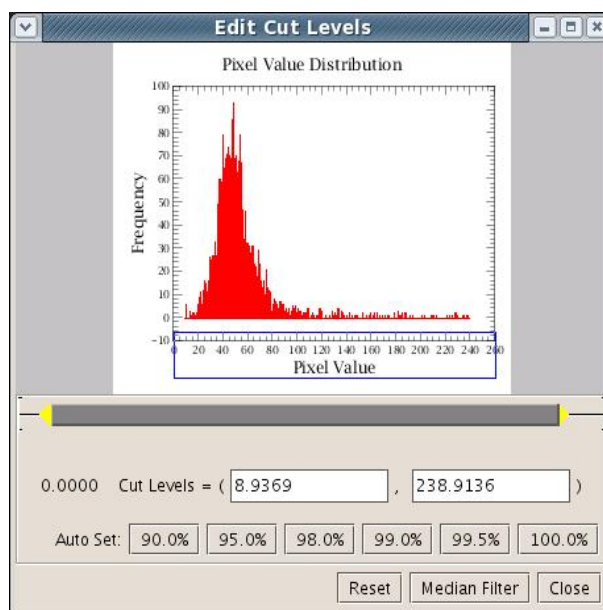 Edit Cut Levels
Pixel Value Distribution
100
90
80
70
60
50
40
30
20
10
0
-10
Frequency
0 20 40 60 80 100 120 140 160 180 200 220 240 260
Pixel Value
0.0000 Cut Levels = ( 8.9369 , 238.9136 )
Auto Set: 90.0% 95.0% 98.0% 99.0% 99.5% 100.0%
Reset Median Filter Close